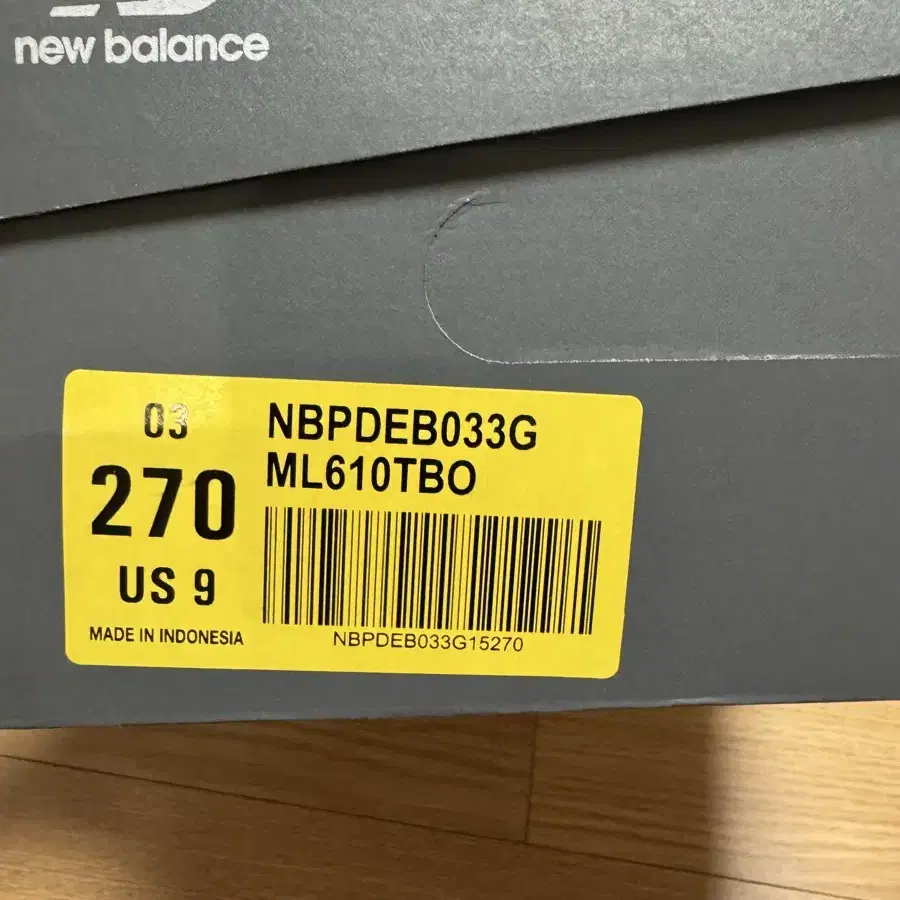 new balance
03
270
US 9
MADE IN INDONESIA
NBPDEB033G
ML610TBO
NBPDEB033G15270